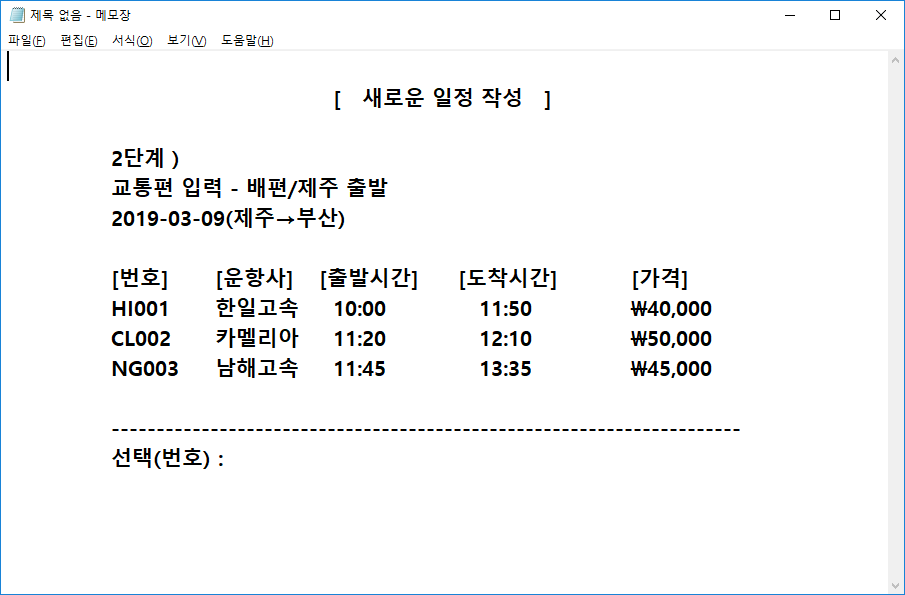 제목 없음 - 메모장
파일(F) 편집(E) 서식(O) 보기(V) 도움말(H)
[ 새로운 일정 작성 ]
2단계 )
교통편 입력 - 배편/제주 출발
2019-03-09(제주→부산)
[번호] [운항사] [출발시간] [도착시간] [가격]
HI001 한일고속 10:00 11:50 ₩40,000
CL002 카멜리아 11:20 12:10 ₩50,000
NG003 남해고속 11:45 13:35 ₩45,000
----------------------------------------------------------------------
선택(번호) :